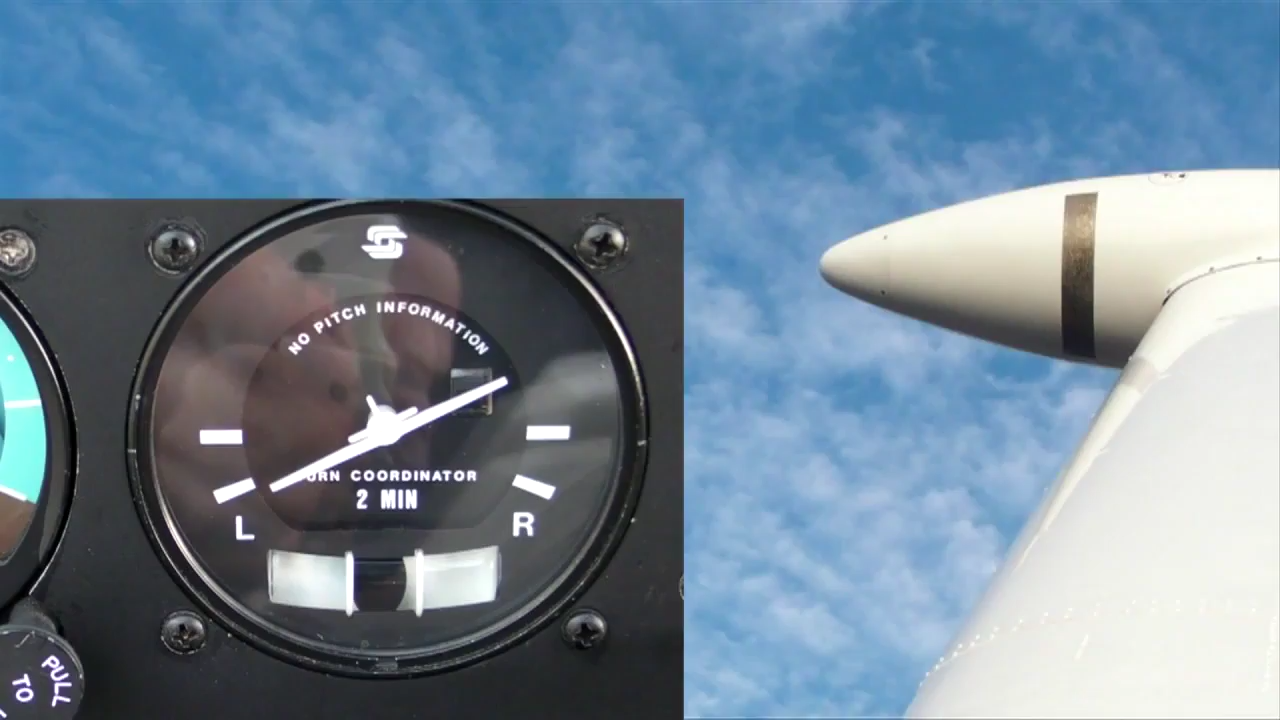 NO PITCH INFORMATION
URN COORDINATOR
2 MIN
L
R
PULL
TO